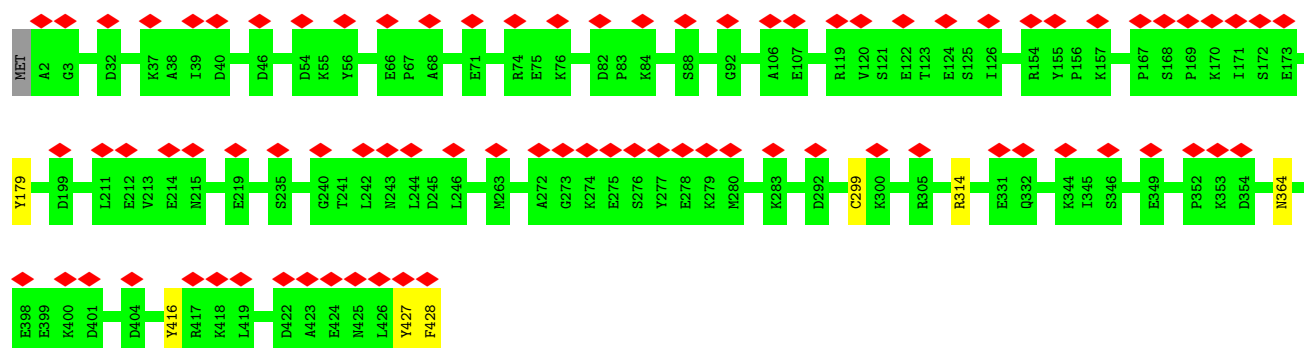 MET A2 G3 D32 K37 A38 I39 D40 D46 D54 K55 Y56 E66 P67 A68 E71 R74 E75 K76 D82 P83 K84 S88 G92 A106 E107 R119 V120 S121 E122 T123 E124 S125 I126 R154 Y155 P156 K157 P167 S168 P169 K170 I171 S172 E173
Y179 D199 L211 E212 V213 E214 N215 E219 S235 G240 T241 L242 N243 L244 D245 L246 M263 A272 G273 K274 E275 S276 Y277 E278 K279 M280 K283 D292 C299 K300 R305 R314 E331 Q332 K344 I345 S346 E349 P352 K353 D354 N364
E398 E399 K400 D401 D404 Y416 R417 K418 L419 D422 A423 E424 N425 L426 Y427 F428